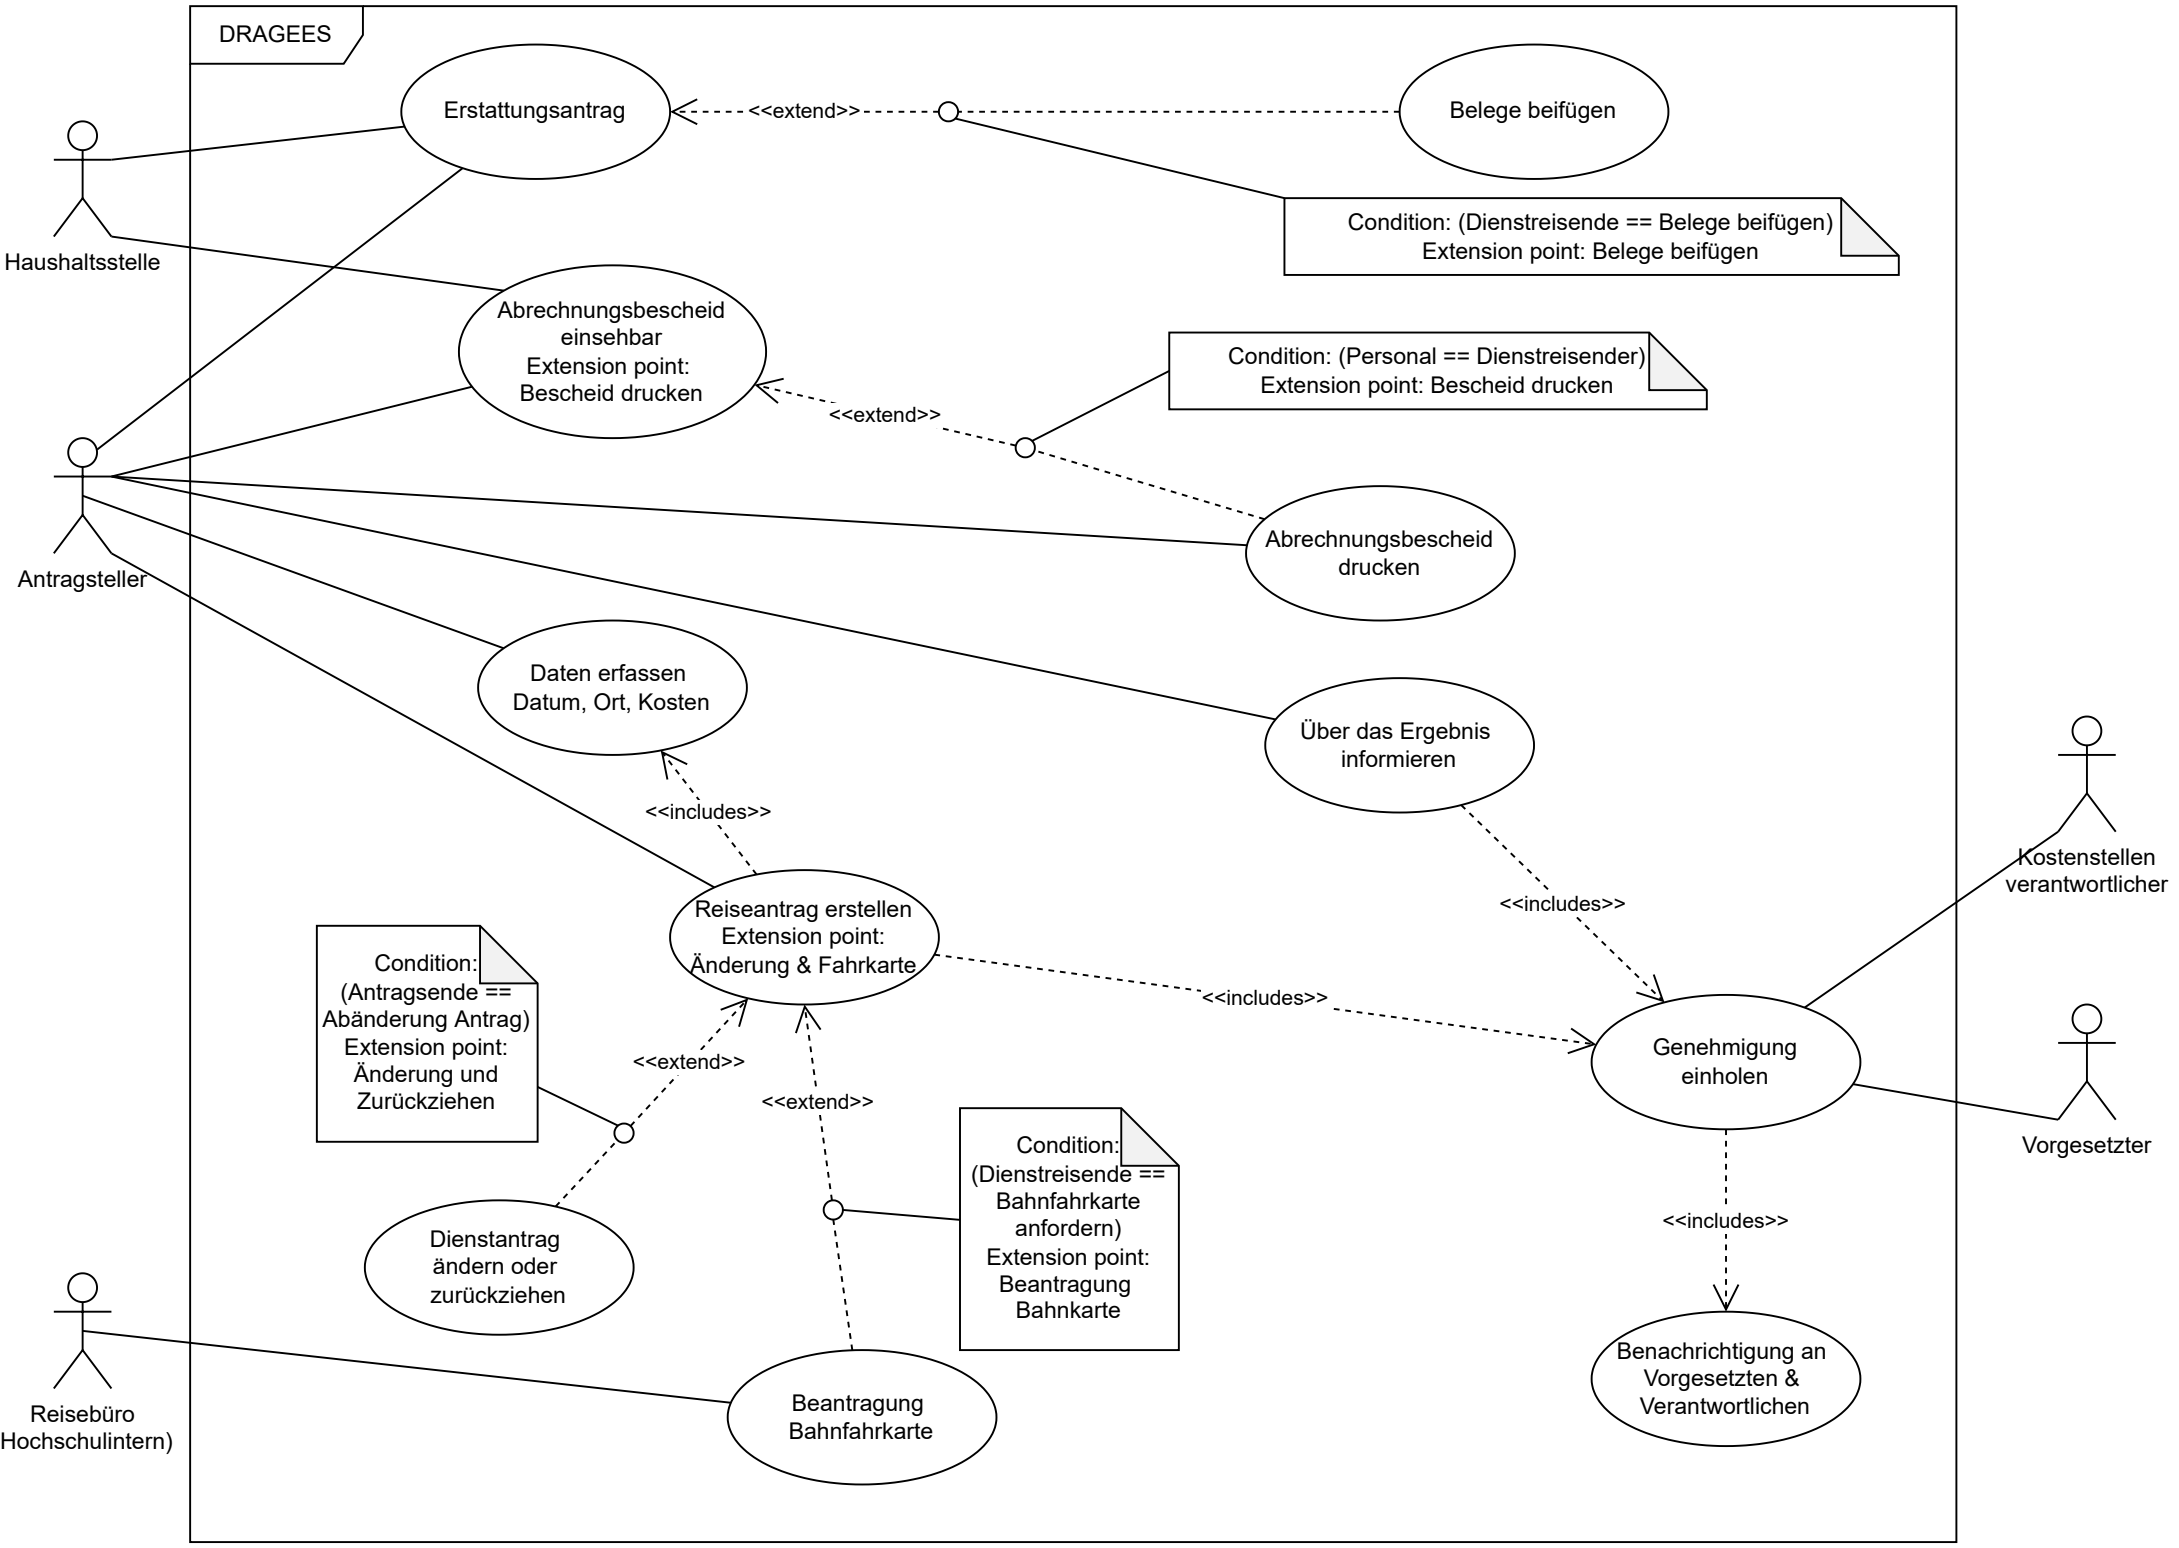 DRAGEES
Erstattungsantrag
<<extend>>
Belege beifügen
Condition: (Dienstreisende == Belege beifügen)
Extension point: Belege beifügen
Haushaltsstelle
Abrechnungsbescheid
einsehbar
Extension point:
Bescheid drucken
Condition: (Personal == Dienstreisender)
Extension point: Bescheid drucken
<<extend>>
Abrechnungsbescheid
drucken
Antragsteller
Daten erfassen
Datum, Ort, Kosten
Über das Ergebnis
informieren
<<includes>>
Kostenstellen
verantwortlicher
<<includes>>
Reiseantrag erstellen
Extension point:
Änderung & Fahrkarte
<<includes>>
Condition:
(Antragsende ==
Abänderung Antrag)
Extension point:
Änderung und
Zurückziehen
<<extend>>
<<extend>>
Genehmigung
einholen
Vorgesetzter
Condition:
(Dienstreisende ==
Bahnfahrkarte
anfordern)
Extension point:
Beantragung
Bahnkarte
<<includes>>
Dienstantrag
ändern oder
zurückziehen
Benachrichtigung an
Vorgesetzten &
Verantwortlichen
Reisebüro
Hochschulintern)
Beantragung
Bahnfahrkarte